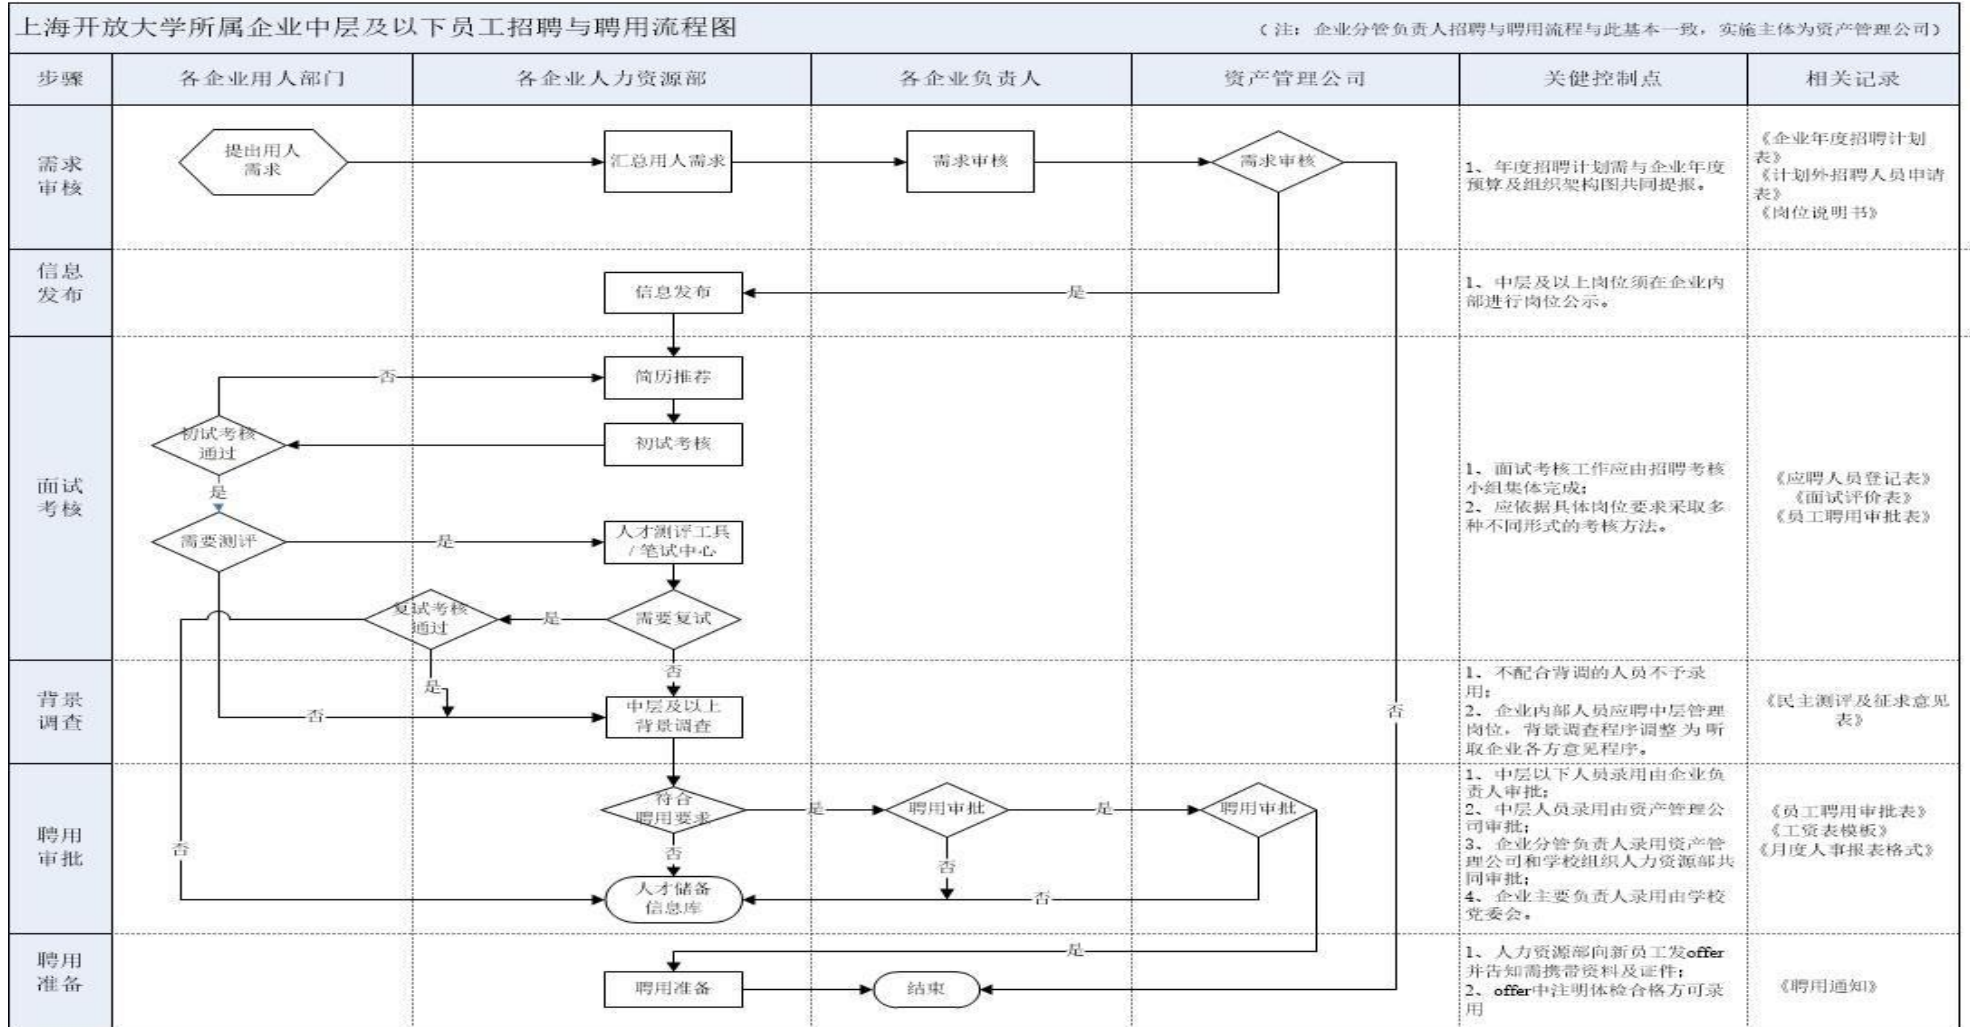 上海开放大学所属企业中层及以下员工招聘与聘用流程图
（注：企业分管负责人招聘与聘用流程与此基本一致，实施主体为资产管理公司）
步骤
各企业用人部门
各企业人力资源部
各企业负责人
资产管理公司
关健控制点
相关记录
需求
审核
提出用人
需求
汇总用人需求
需求审核
需求审核
1、年度招聘计划需与企业年度
预算及组织架构图共同提报。
《企业年度招聘计划
表》
《计划外招聘人员申请
表》
《岗位说明书》
信息
发布
信息发布
是
1、中层及以上岗位须在企业内
部进行岗位公示。
面试
考核
否
简历推荐
初试考核
通过
初试考核
是
需要测评
是
人才测评工具
/笔试中心
复试考核
通过
是
需要复试
1、面试考核工作应由招聘考核
小组集体完成；
2、应依据具体岗位要求采取多
种不同形式的考核方法。
《应聘人员登记表》
《面试评价表》
《员工聘用审批表》
背景
调查
是
否
否
中层及以上
背景调查
否
1、不配合背调的人员不予录
用；
2、企业内部人员应聘中层管理
岗位，背景调查程序调整为听
取企业各方意见程序。
《民主测评及征求意见
表》
聘用
审批
否
符合
聘用要求
是
聘用审批
是
聘用审批
否
否
人才储备
信息库
否
1、中层以下人员录用由企业负
责人审批；
2、中层人员录用由资产管理公
司审批；
3、企业分管负责人录用资产管
理公司和学校组织人力资源部共
同审批；
4、企业主要负责人录用由学校
党委会。
《员工聘用审批表》
《工资表模板》
《月度人事报表格式》
聘用
准备
是
聘用准备
结束
1、人力资源部向新员工发offer
并告知需携带资料及证件；
2、offer中注明体检合格方可录
用
《聘用通知》